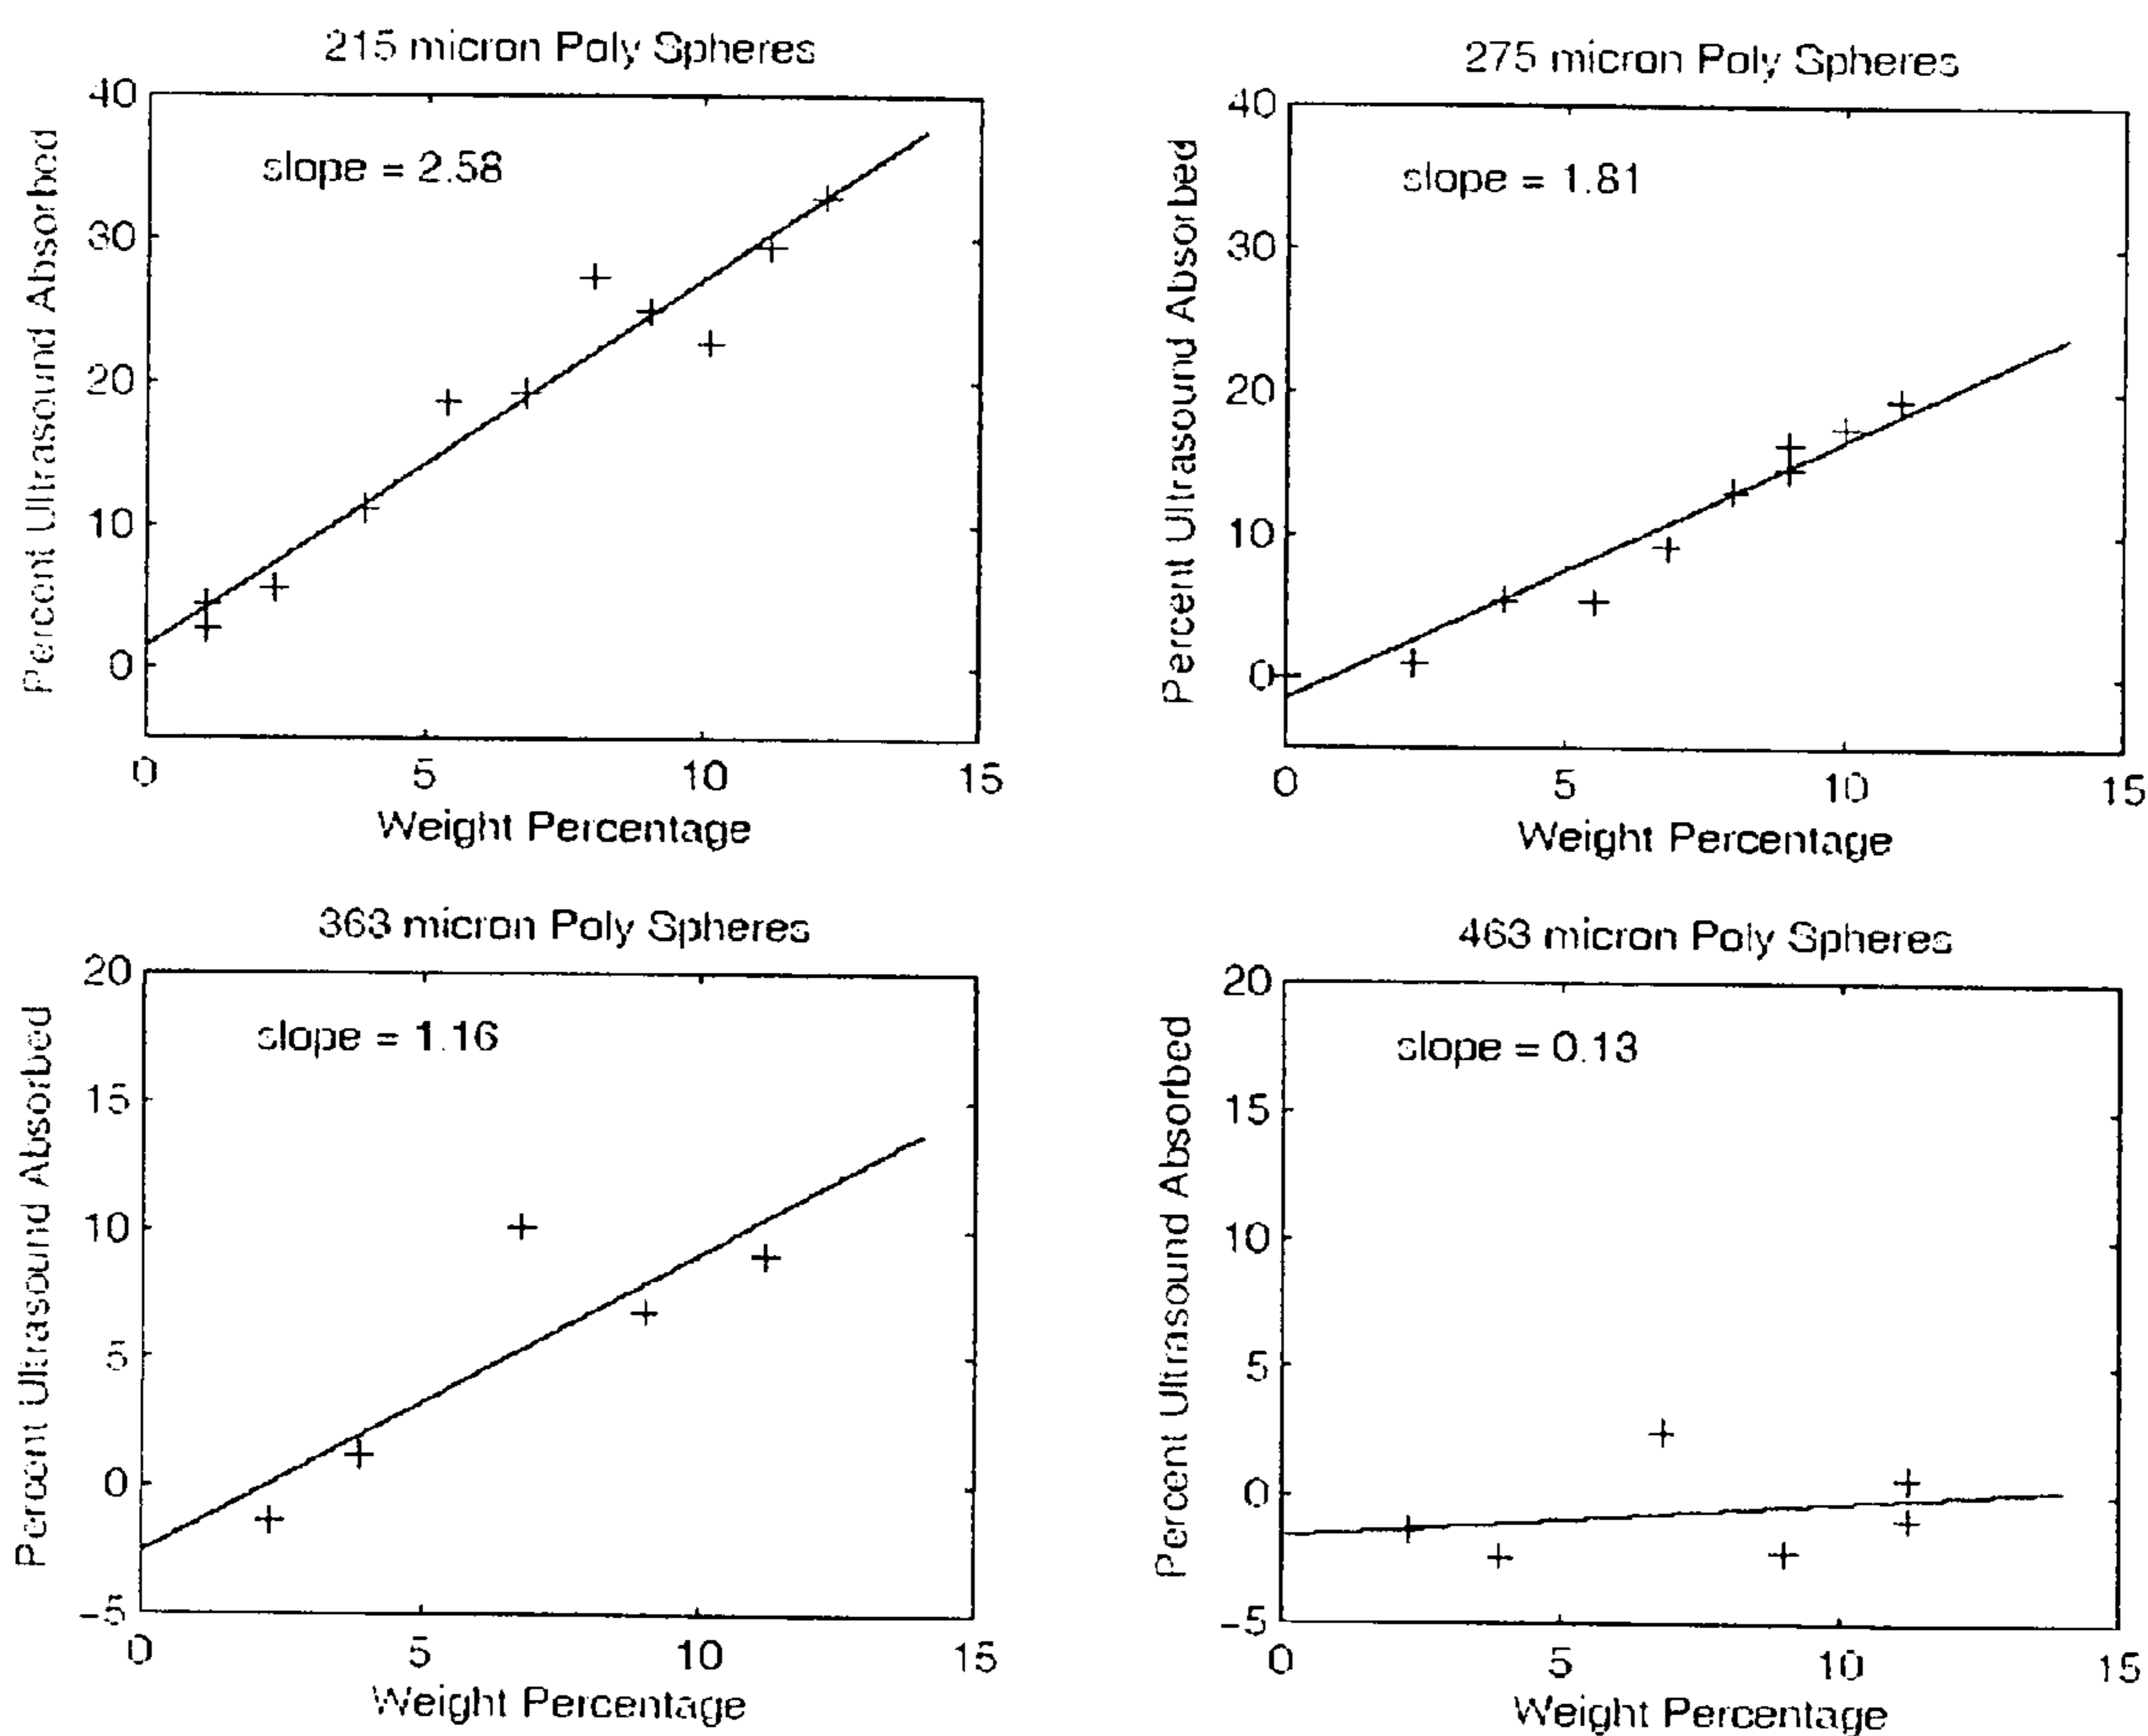 215 micron Poly Spheres
40
30
20
10
0
Percent Ultrasound Absorbed
slope = 2.58
0 5 10 15
Weight Percentage
275 micron Poly Spheres
40
30
20
10
0
Percent Ultrasound Absorbed
slope = 1.81
0 5 10 15
Weight Percentage
363 micron Poly Spheres
20
15
10
5
0
-5
Percent Ultrasound Absorbed
slope = 1.16
0 5 10 15
Weight Percentage
463 micron Poly Spheres
20
15
10
5
0
-5
Percent Ultrasound Absorbed
slope = 0.13
0 5 10 15
Weight Percentage